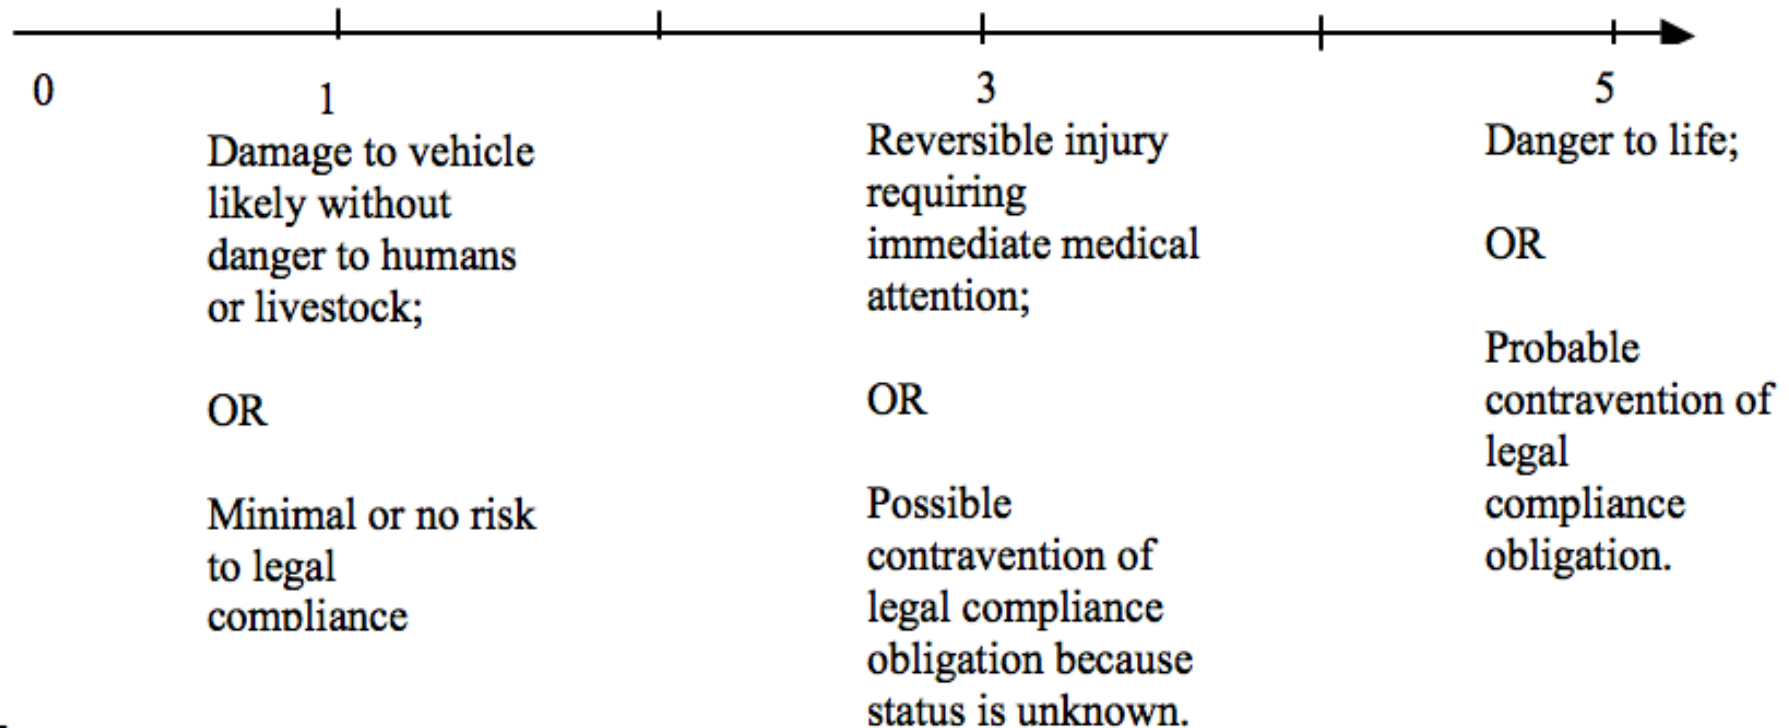 0
1
Damage to vehicle
likely without
danger to humans
or livestock;
OR
Minimal or no risk
to legal
compliance
3
Reversible injury
requiring
immediate medical
attention;
OR
Possible
contravention of
legal compliance
obligation because
status is unknown.
5
Danger to life;
OR
Probable
contravention of
legal
compliance
obligation.